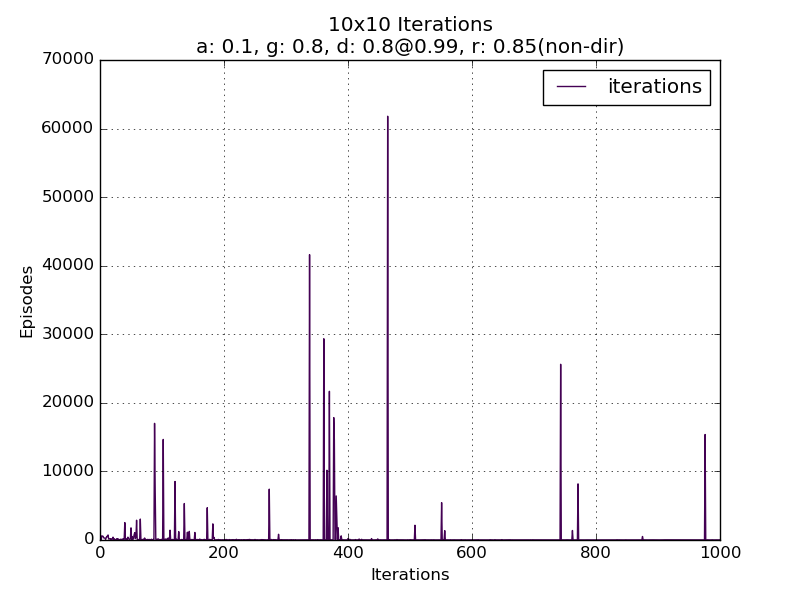 10x10 Iterations
a: 0.1, g: 0.8, d: 0.8@0.99, r: 0.85(non-dir)
iterations
70000
60000
50000
40000
30000
20000
10000
0
Episodes
0 200 400 600 800 1000
Iterations